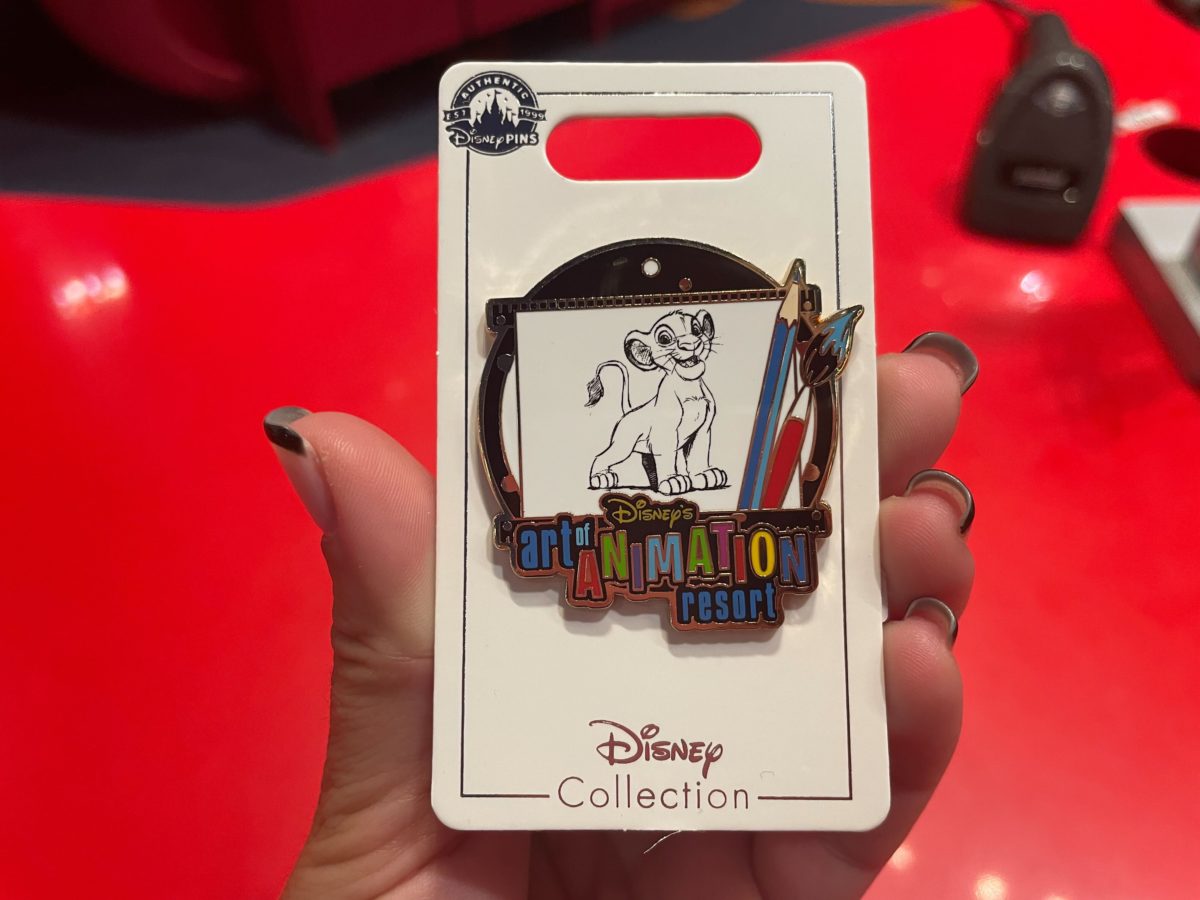 AUTHENTIC
EST 1999
Disney PINS
Disney's
art of
ANIMATION
resort
Disney
Collection